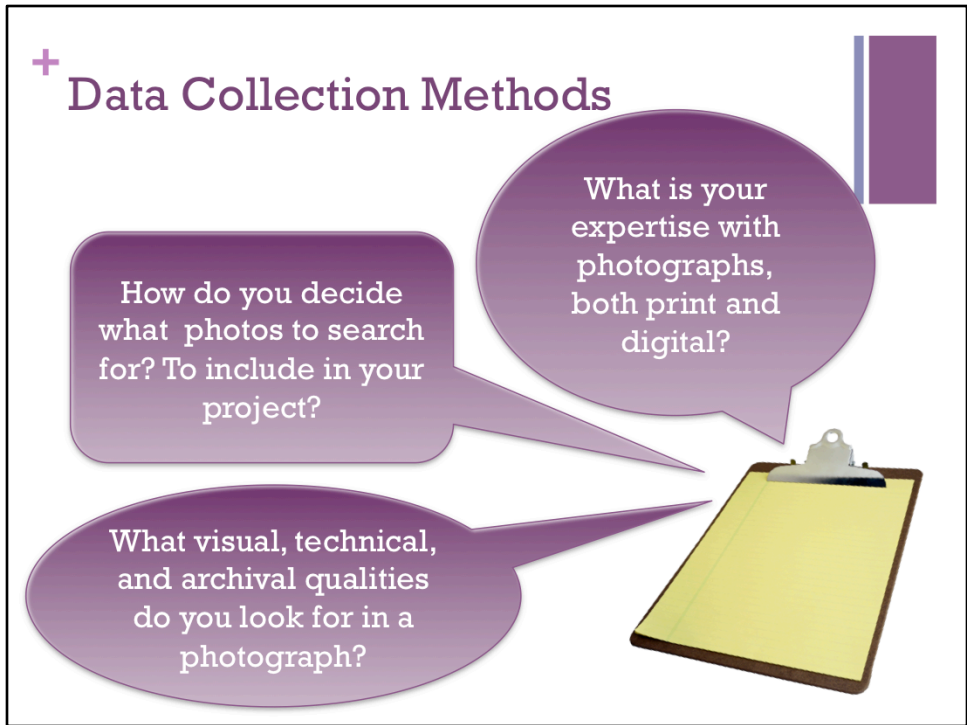 +
Data Collection Methods
What is your
expertise with
photographs,
both print and
digital?
How do you decide
what  photos to search
for? To include in your
project?
What visual, technical,
and archival qualities
do you look for in a
photograph?